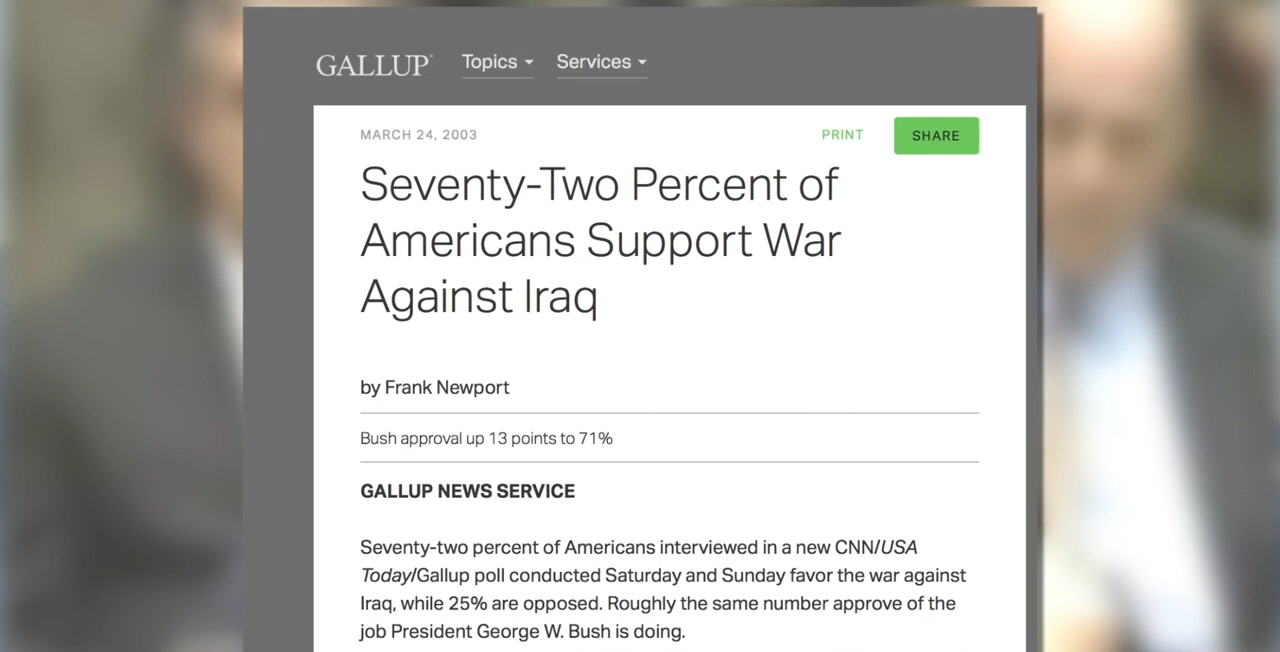 GALLUP® Topics Services
MARCH 24, 2003 PRINT SHARE
Seventy-Two Percent of
Americans Support War
Against Iraq
by Frank Newport
Bush approval up 13 points to 71%
GALLUP NEWS SERVICE
Seventy-two percent of Americans interviewed in a new CNN/USA
Today/Gallup poll conducted Saturday and Sunday favor the war against
Iraq, while 25% are opposed. Roughly the same number approve of the
job President George W. Bush is doing.